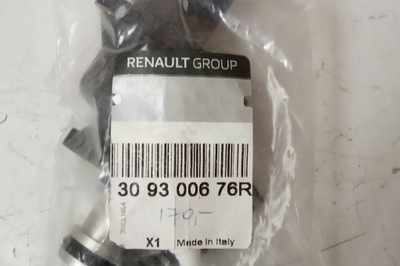 RENAULT GROUP
30 93 006 76R
170,-
X1 Made in Italy